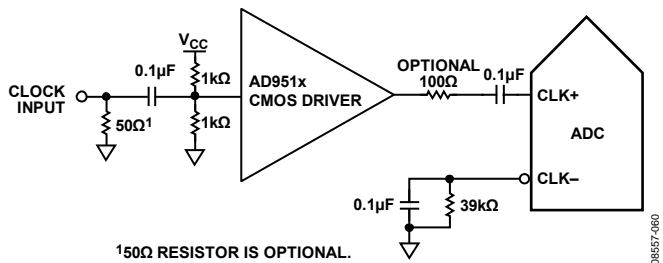 V_CC
0.1µF
1kΩ
CLOCK
INPUT
50Ω¹
1kΩ
AD951x
CMOS DRIVER
OPTIONAL
100Ω
0.1µF
CLK+
ADC
CLK–
0.1µF
39kΩ
¹50Ω RESISTOR IS OPTIONAL.
08557-060